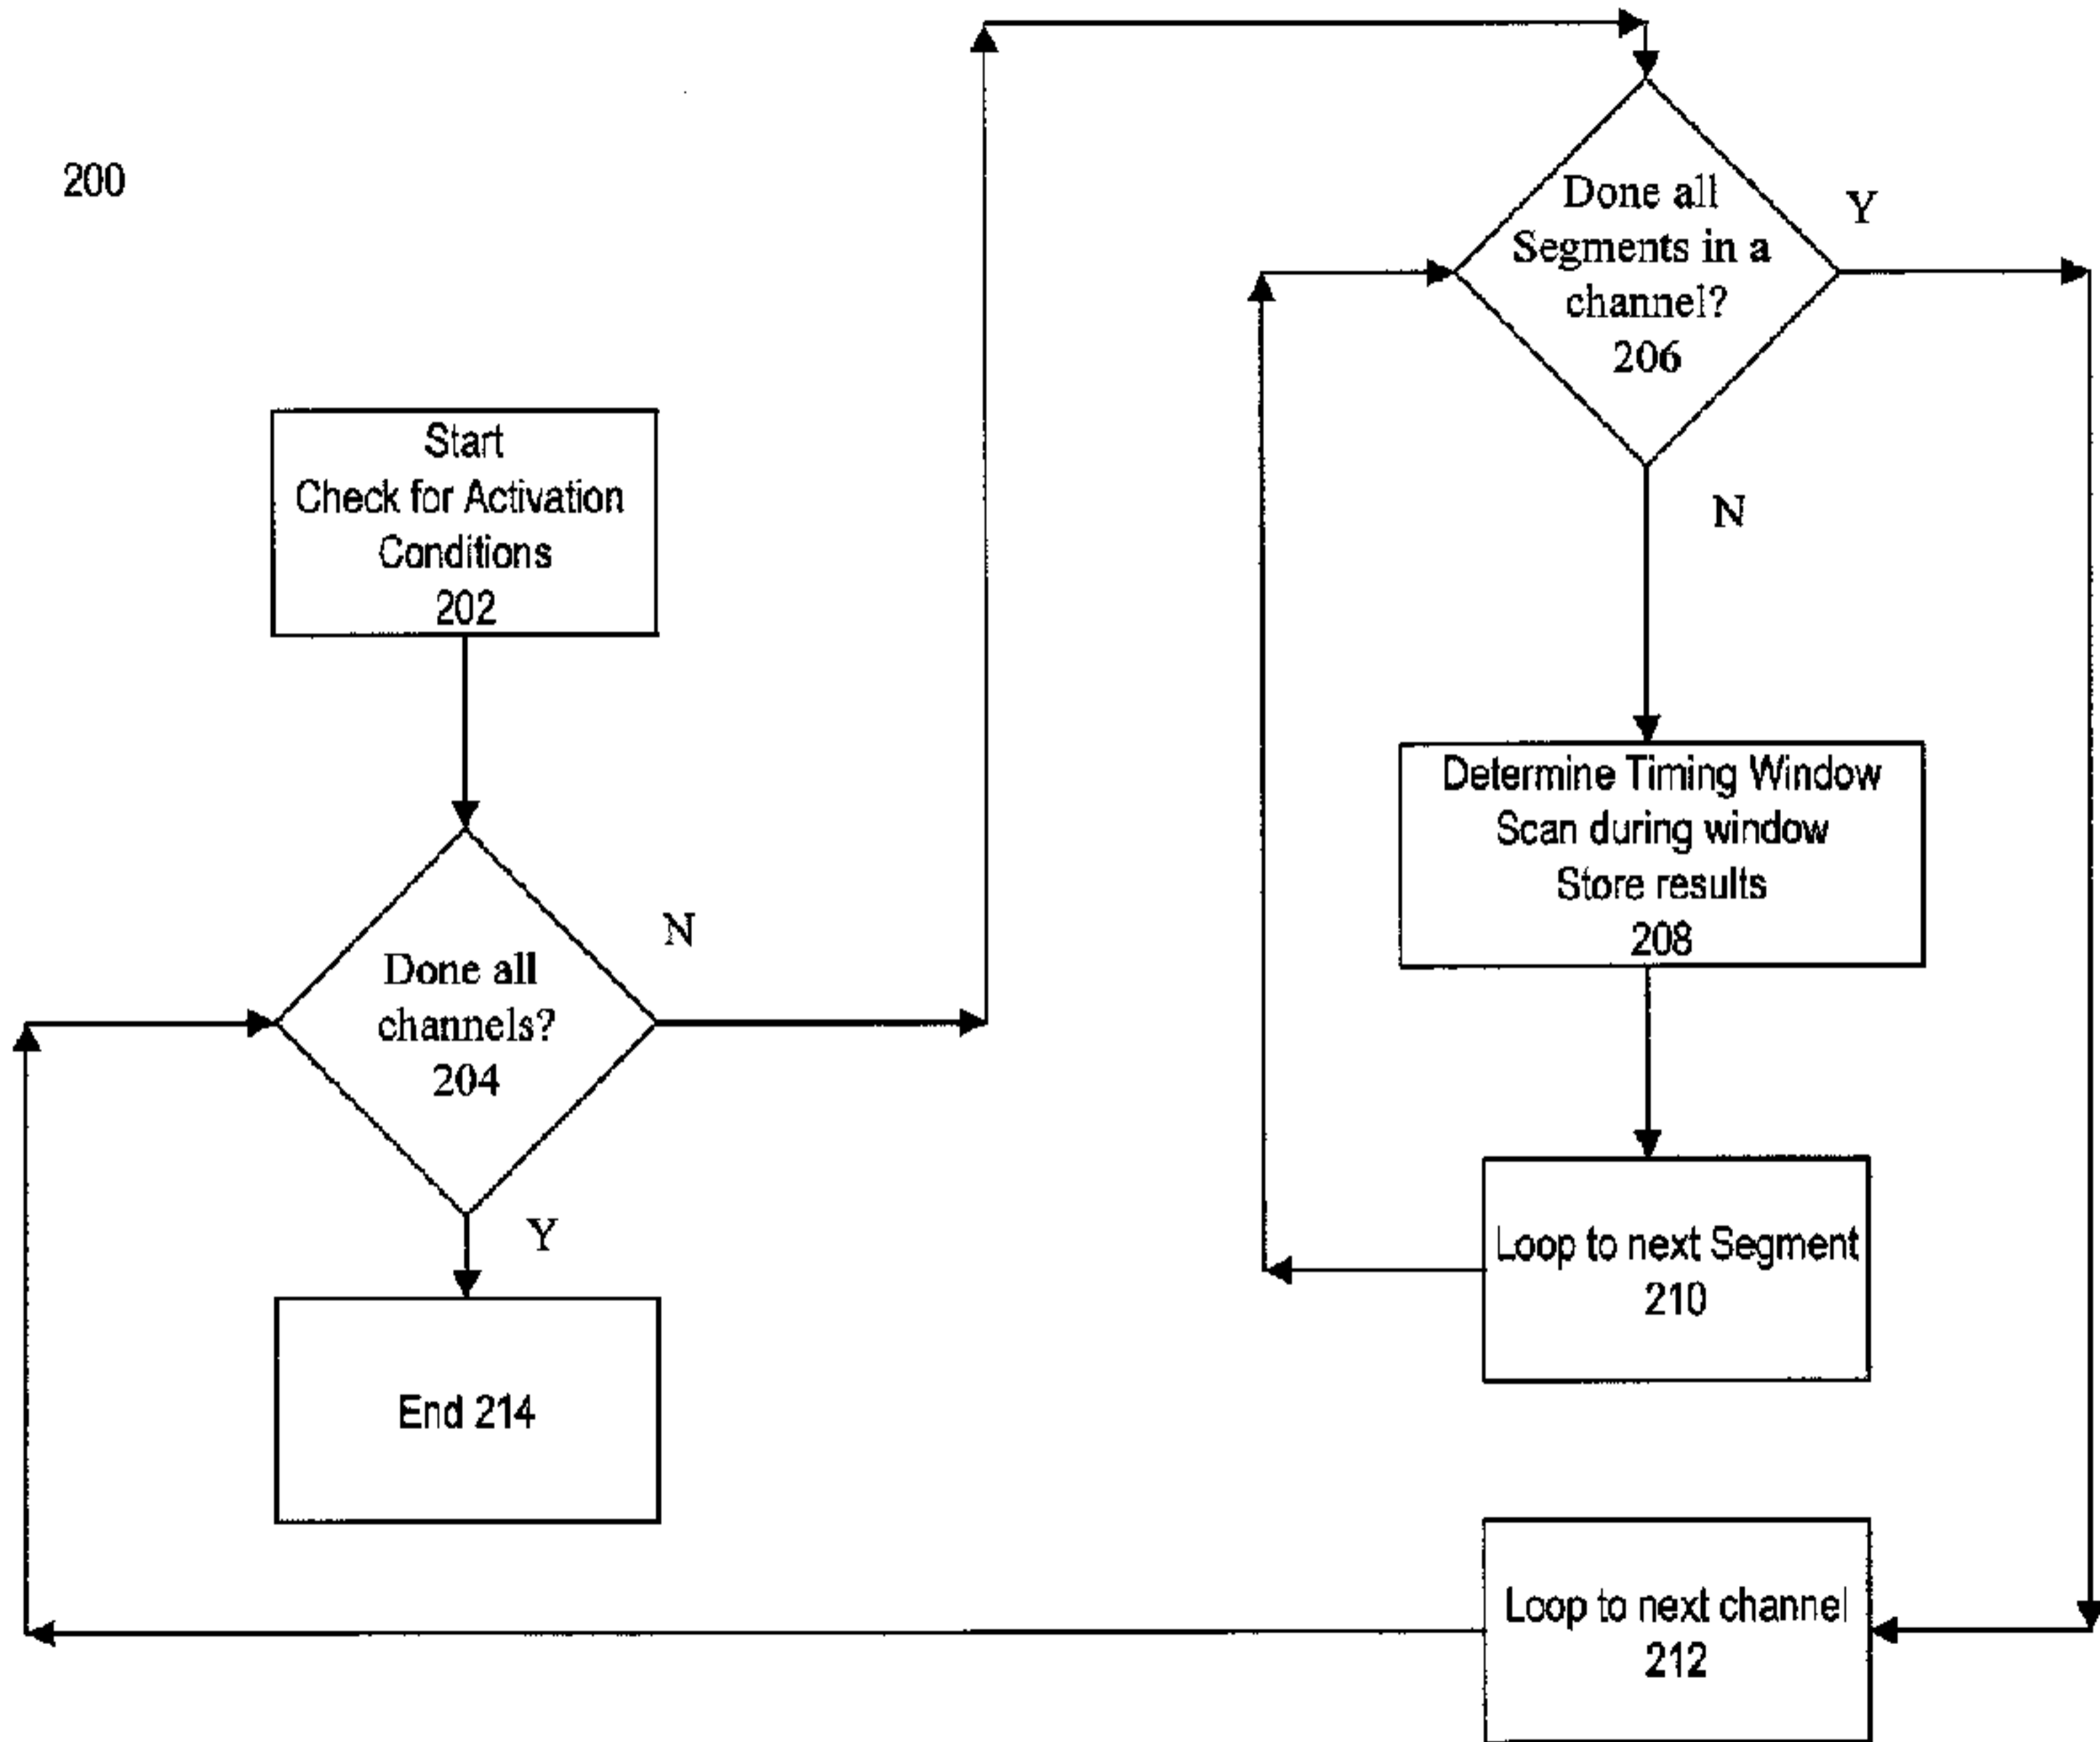 200
Start
Check for Activation
Conditions
202
Done all
channels?
204
N
Y
End 214
Done all
Segments in a
channel?
206
Y
N
Determine Timing Window
Scan during window
Store results
208
Loop to next Segment
210
Loop to next channel
212